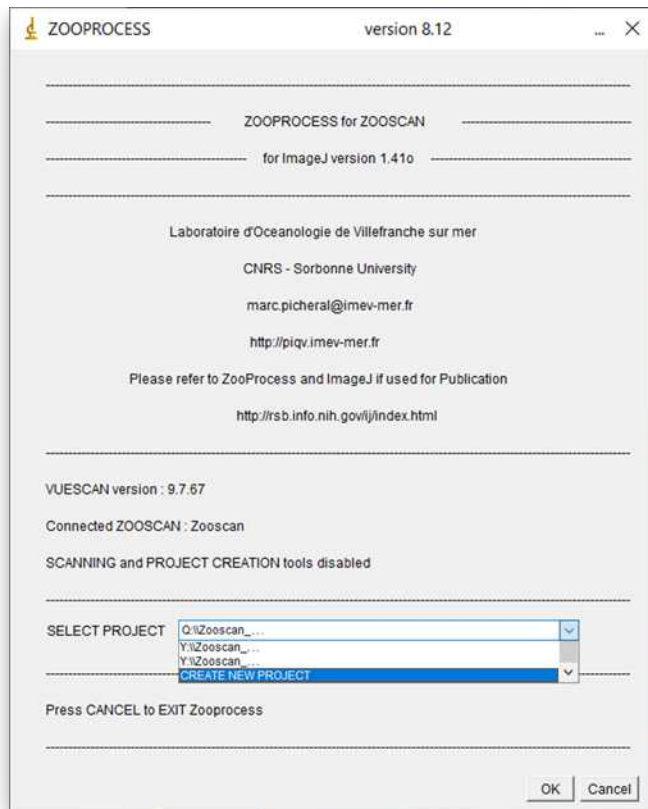 ZOOPROCESS version 8.12 ...
ZOOPROCESS for ZOOSCAN
for ImageJ version 1.41o
Laboratoire d'Oceanologie de Villefranche sur mer
CNRS - Sorbonne University
marc.picheral@imev-mer.fr
http://piqv.imev-mer.fr
Please refer to ZooProcess and ImageJ if used for Publication
http://rsb.info.nih.gov/ij/index.html
VUESCAN version : 9.7.67
Connected ZOOSCAN : Zooscan
SCANNING and PROJECT CREATION tools disabled
SELECT PROJECT Q:\\Zooscan_...
Y:\\Zooscan_...
Y:\\Zooscan_...
CREATE NEW PROJECT
Press CANCEL to EXIT Zooprocess
OK Cancel